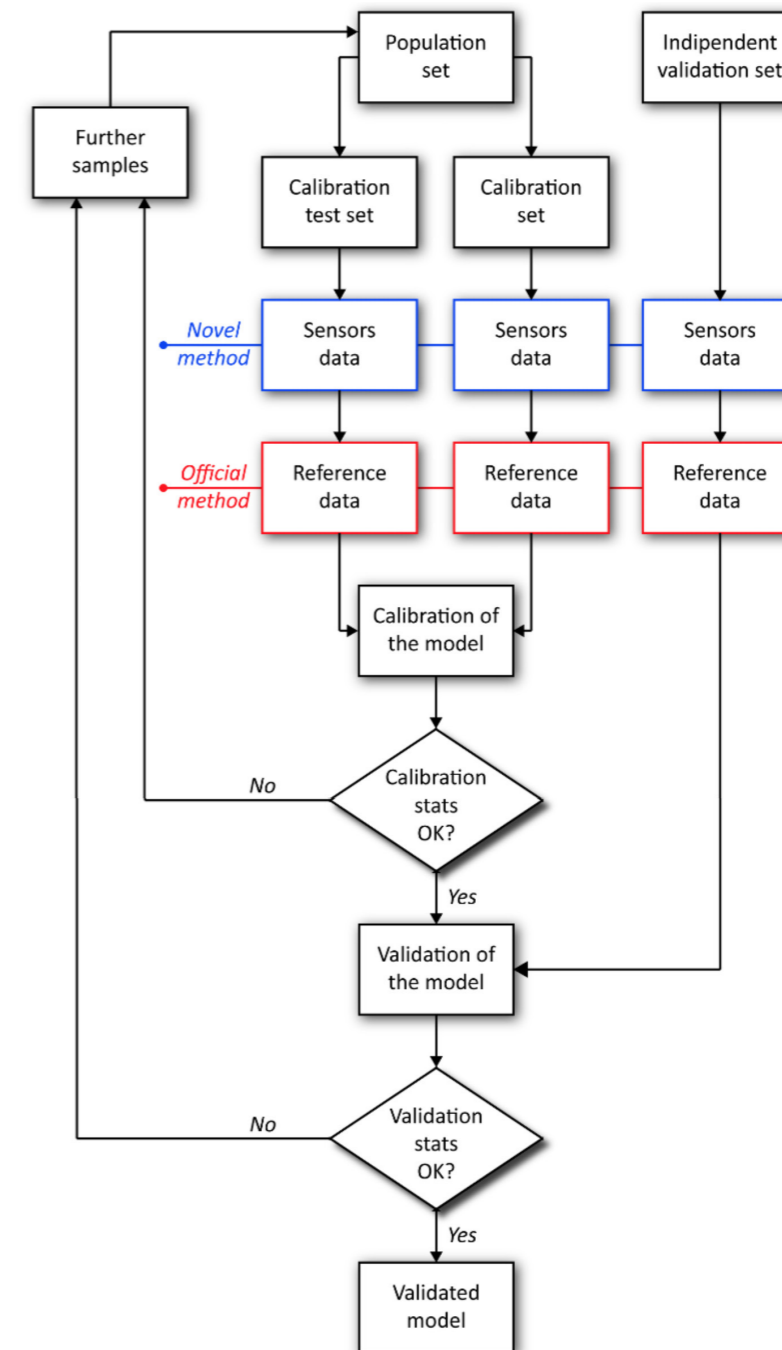 Population
set
Indipendent
validation set
Further
samples
Calibration
test set
Calibration
set
Novel
method
Sensors
data
Sensors
data
Sensors
data
Official
method
Reference
data
Reference
data
Reference
data
Calibration of
the model
Calibration
stats
OK?
No
Yes
Validation of
the model
Validation
stats
OK?
No
Yes
Validated
model